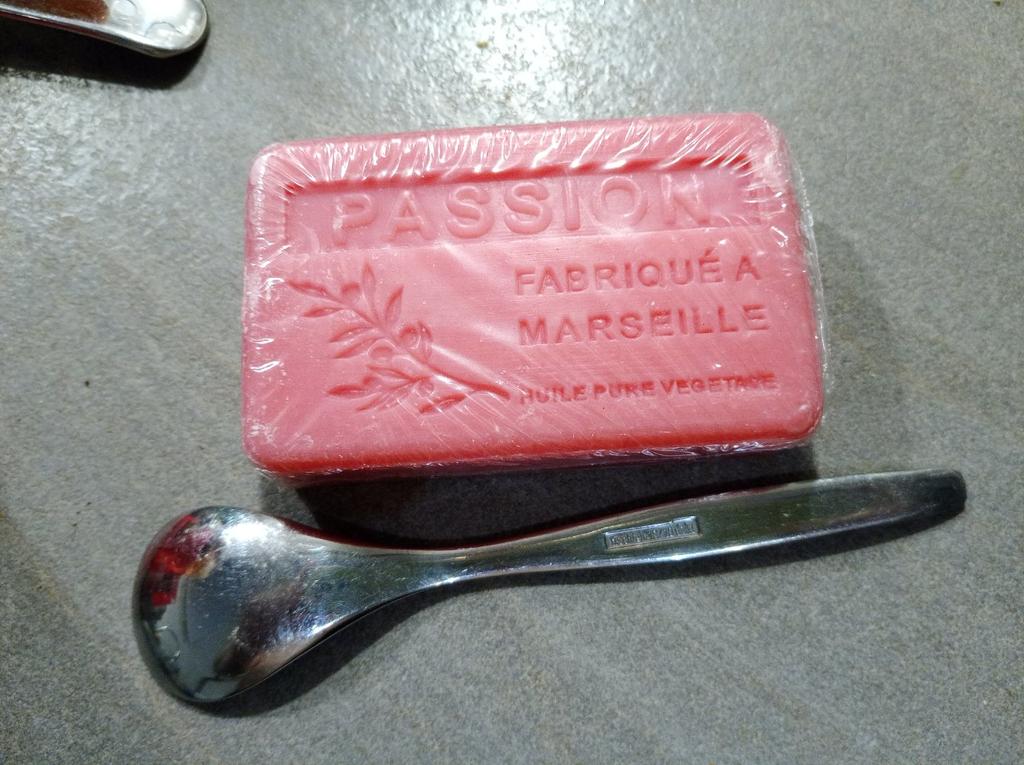 PASSION
FABRIQUÉ A
MARSEILLE
HUILE PURE VEGETALE